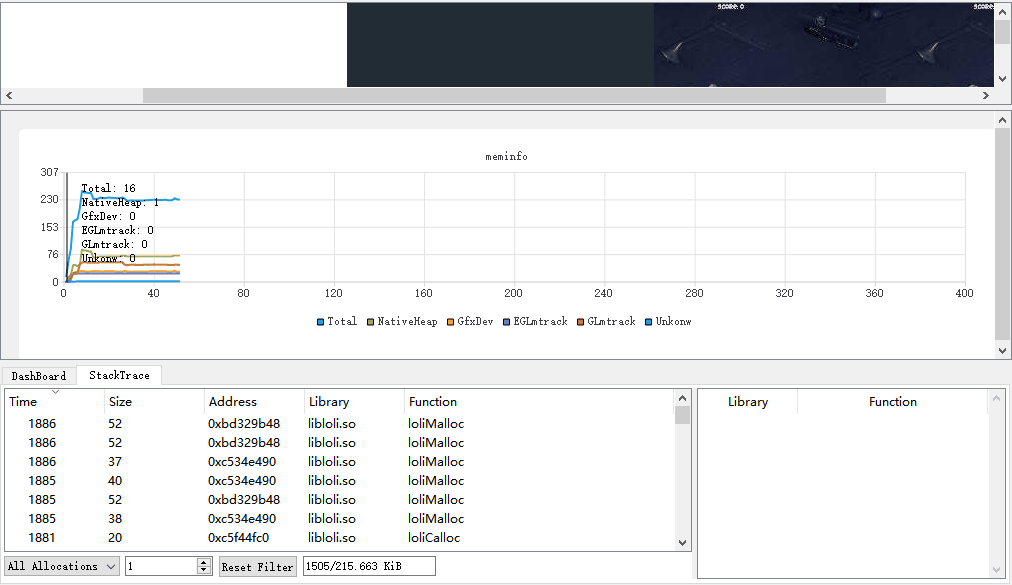 SCORE: 0 SCORE: 0
meminfo
307
230
153
76
0
Total: 16
NativeHeap: 1
GfxDev: 0
EGLmtrack: 0
GLmtrack: 0
Unkonw: 0
0 40 80 120 160 200 240 280 320 360 400
Total NativeHeap GfxDev EGLmtrack GLmtrack Unkonw
DashBoard StackTrace
Time Size Address Library Function Library Function
1886 52 0xbd329b48 libloli.so loliMalloc
1886 52 0xbd329b48 libloli.so loliMalloc
1886 37 0xc534e490 libloli.so loliMalloc
1885 40 0xc534e490 libloli.so loliMalloc
1885 52 0xbd329b48 libloli.so loliMalloc
1885 38 0xc534e490 libloli.so loliMalloc
1881 20 0xc5f44fc0 libloli.so loliCalloc
All Allocations 1 Reset Filter 1505/215.663 KiB